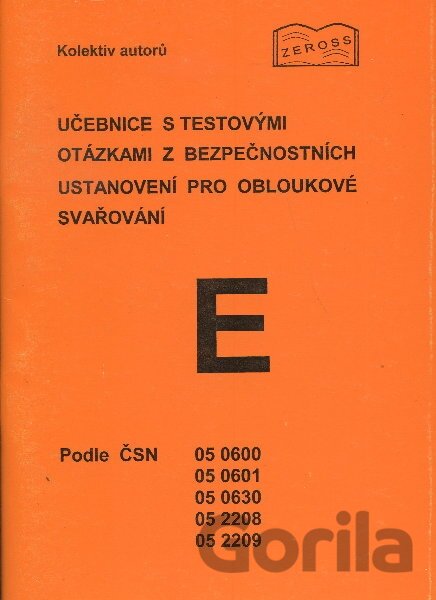 Kolektiv autorů
ZEROSS
UČEBNICE S TESTOVÝMI
OTÁZKAMI Z BEZPEČNOSTNÍCH
USTANOVENÍ PRO OBLOUKOVÉ
SVAŘOVÁNÍ
E
Podle ČSN 05 0600
05 0601
05 0630
05 2208
05 2209
Gorila